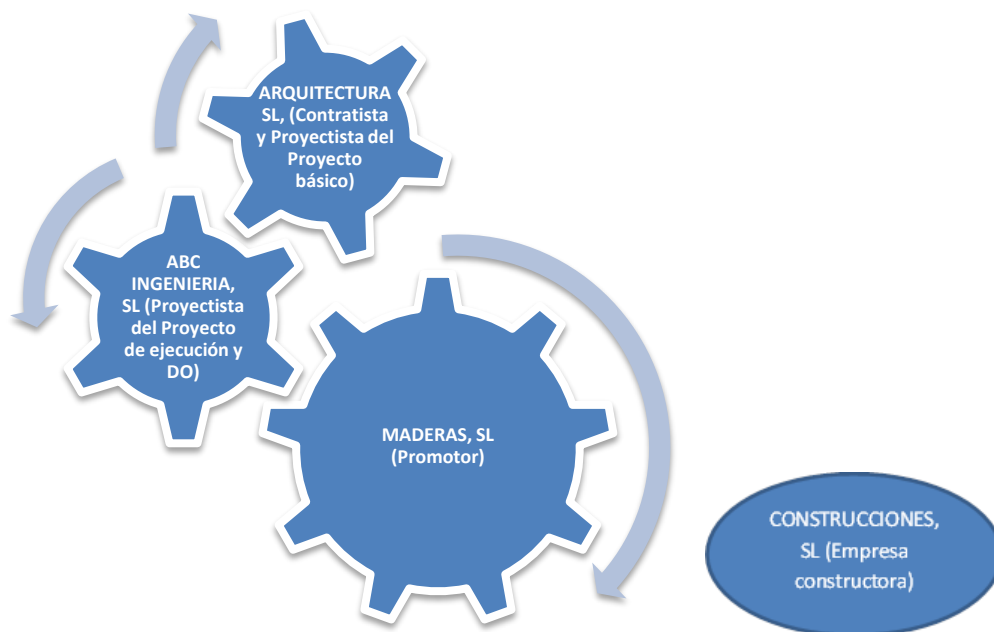 ARQUITECTURA
SL, (Contratista
y Proyectista del
Proyecto
básico)
ABC
INGENIERIA,
SL (Proyectista
del Proyecto
de ejecución y
DO)
MADERAS, SL
(Promotor)
CONSTRUCCIONES,
SL (Empresa
constructora)